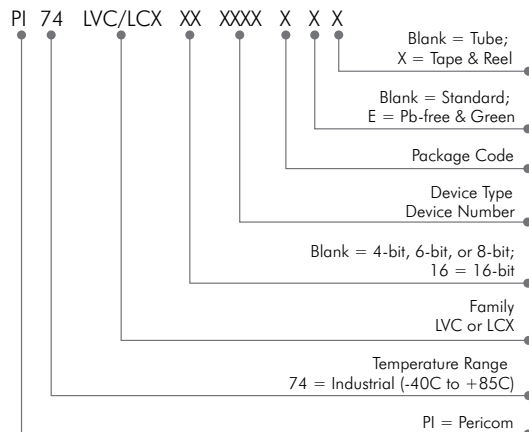 PI 74 LVC/LCX XX XXXX X X X
Blank = Tube;
X = Tape & Reel
Blank = Standard;
E = Pb-free & Green
Package Code
Device Type
Device Number
Blank = 4-bit, 6-bit, or 8-bit;
16 = 16-bit
Family
LVC or LCX
Temperature Range
74 = Industrial (-40C to +85C)
PI = Pericom